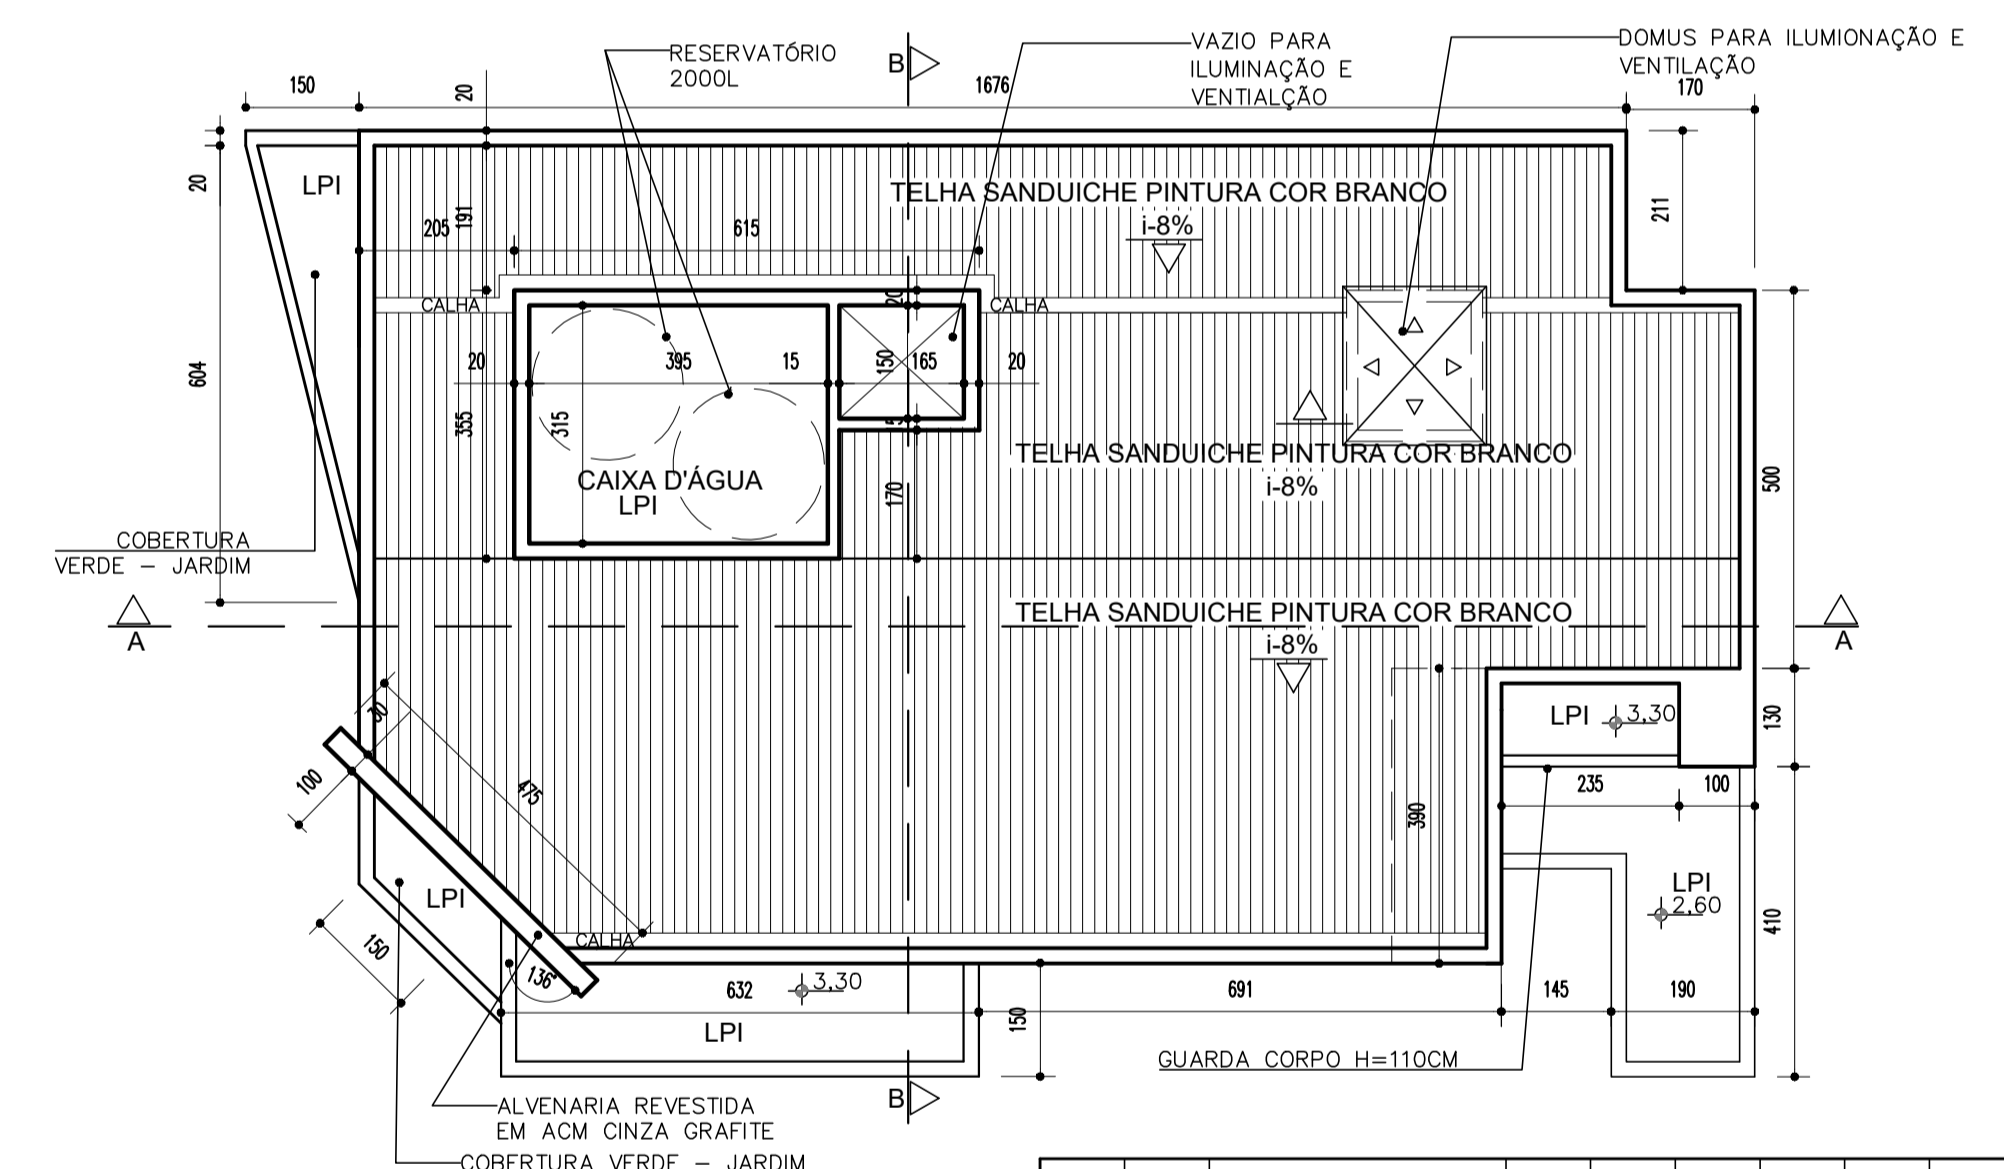 RESERVATÓRIO
2000L
B
VAZIO PARA
ILUMINAÇÃO E
VENTIALÇÃO
DOMUS PARA ILUMIONAÇÃO E
VENTILAÇÃO
150
20
1676
170
20
LPI
TELHA SANDUICHE PINTURA COR BRANCO
i-8%
211
205
191
615
CALHA
20
CALHA
604
20
395
15
150
165
20
355
315
15
TELHA SANDUICHE PINTURA COR BRANCO
i-8%
CAIXA D'ÁGUA
LPI
170
500
COBERTURA
VERDE – JARDIM
TELHA SANDUICHE PINTURA COR BRANCO
i-8%
A
A
30
LPI
3,30
130
100
475
235
100
390
LPI
LPI
2,60
410
150
CALHA
136°
632
3,30
691
145
190
LPI
150
GUARDA CORPO H=110CM
B
ALVENARIA REVESTIDA
EM ACM CINZA GRAFITE
COBERTURA VERDE – JARDIM